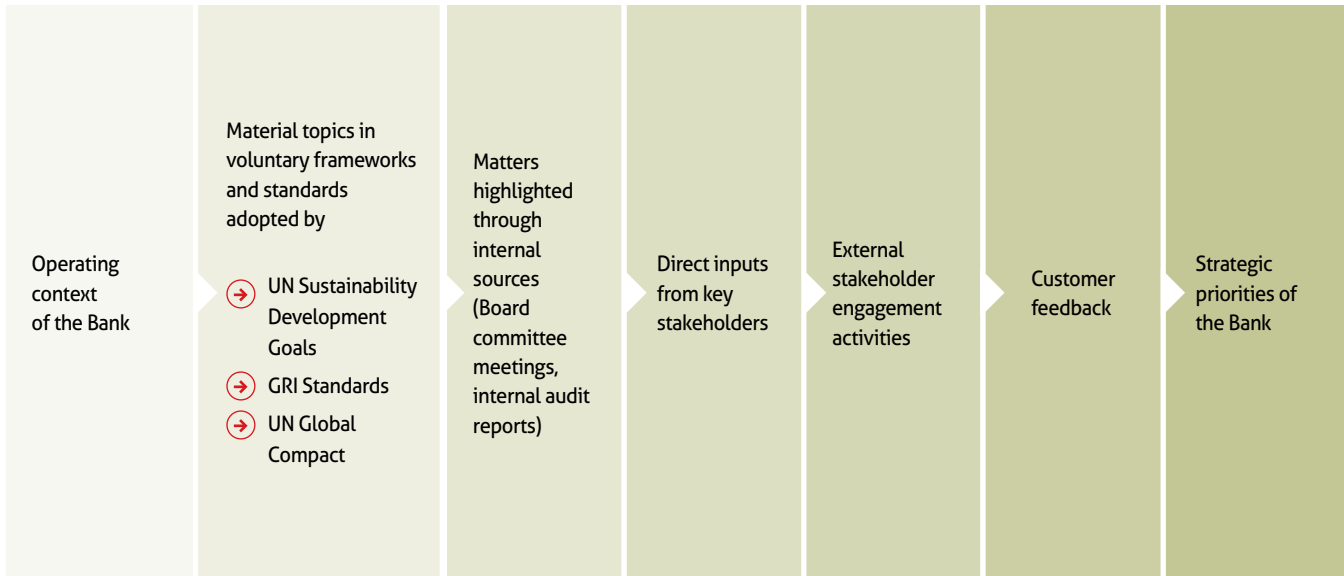 Operating
context
of the Bank
Material topics in
voluntary frameworks
and standards
adopted by
UN Sustainability
Development
Goals
GRI Standards
UN Global
Compact
Matters
highlighted
through
internal
sources
(Board
committee
meetings,
internal audit
reports)
Direct inputs
from key
stakeholders
External
stakeholder
engagement
activities
Customer
feedback
Strategic
priorities of
the Bank